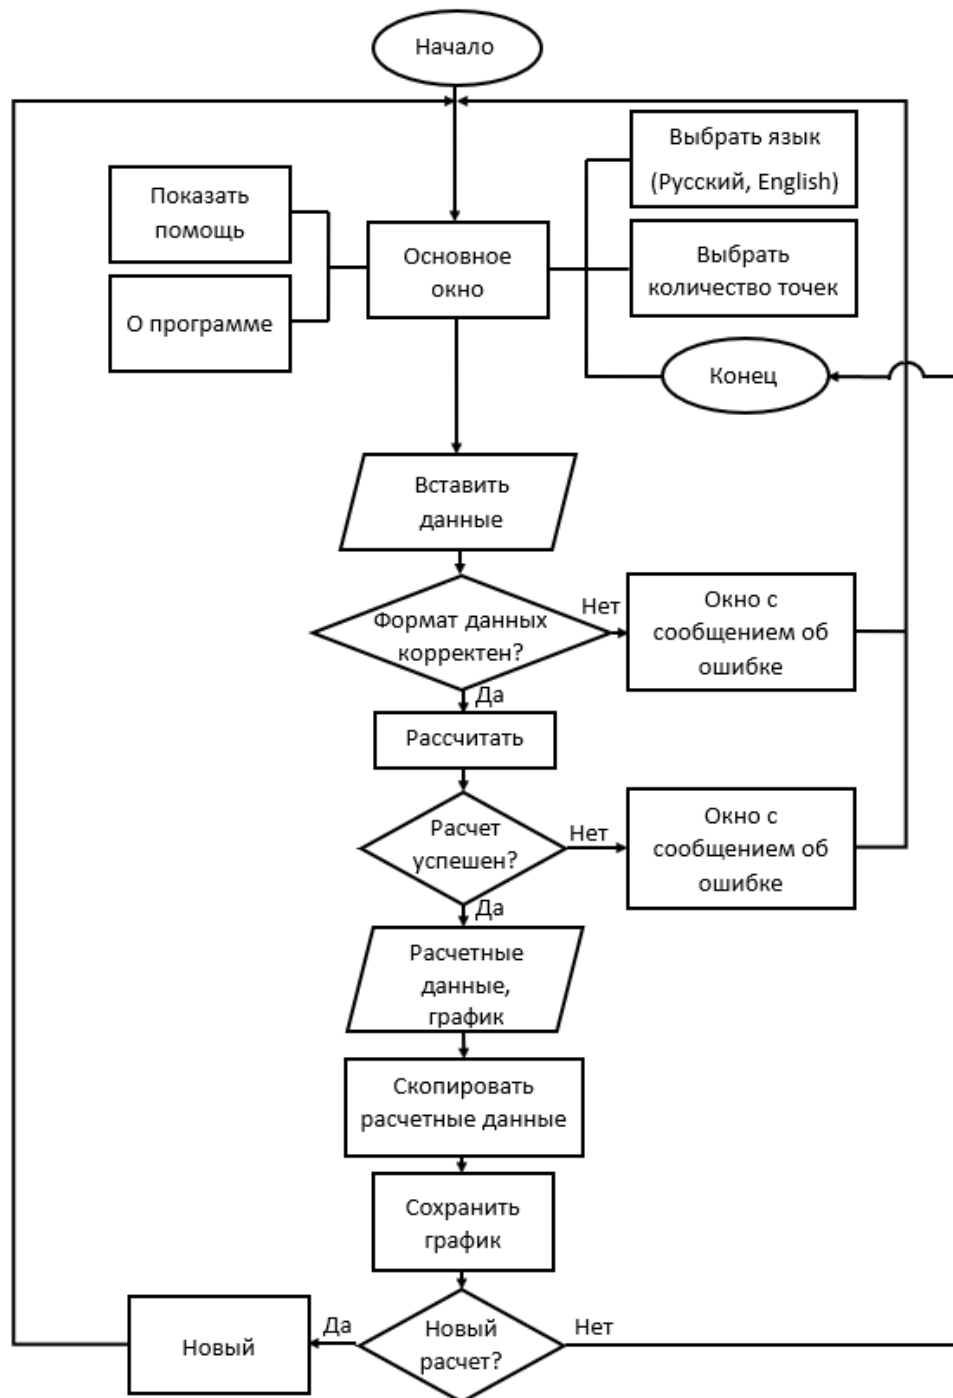 Начало
Выбрать язык
(Русский, English)
Показать
помощь
Основное
окно
Выбрать
количество точек
О программе
Конец
Вставить
данные
Формат данных
корректен?
Нет
Окно с
сообщением об
ошибке
Да
Рассчитать
Расчет
успешен?
Нет
Окно с
сообщением об
ошибке
Да
Расчетные
данные,
график
Скопировать
расчетные данные
Сохранить
график
Новый
расчет?
Да
Нет
Новый